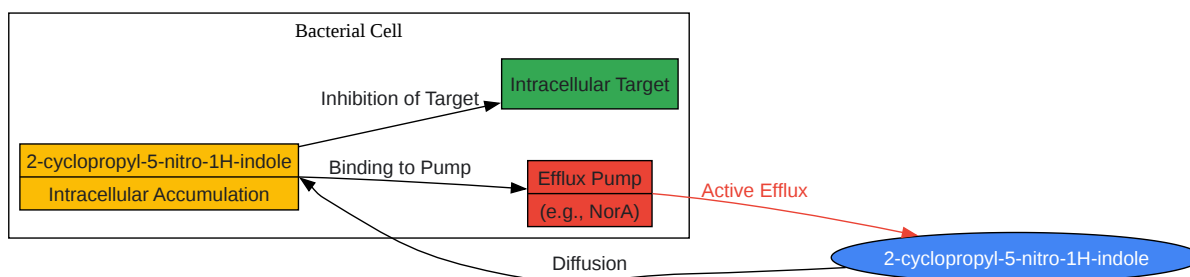 Bacterial Cell
Intracellular Target
Inhibition of Target
2-cyclopropyl-5-nitro-1H-indole
Intracellular Accumulation
Binding to Pump
Efflux Pump
(e.g., NorA)
Active Efflux
2-cyclopropyl-5-nitro-1H-indole
Diffusion